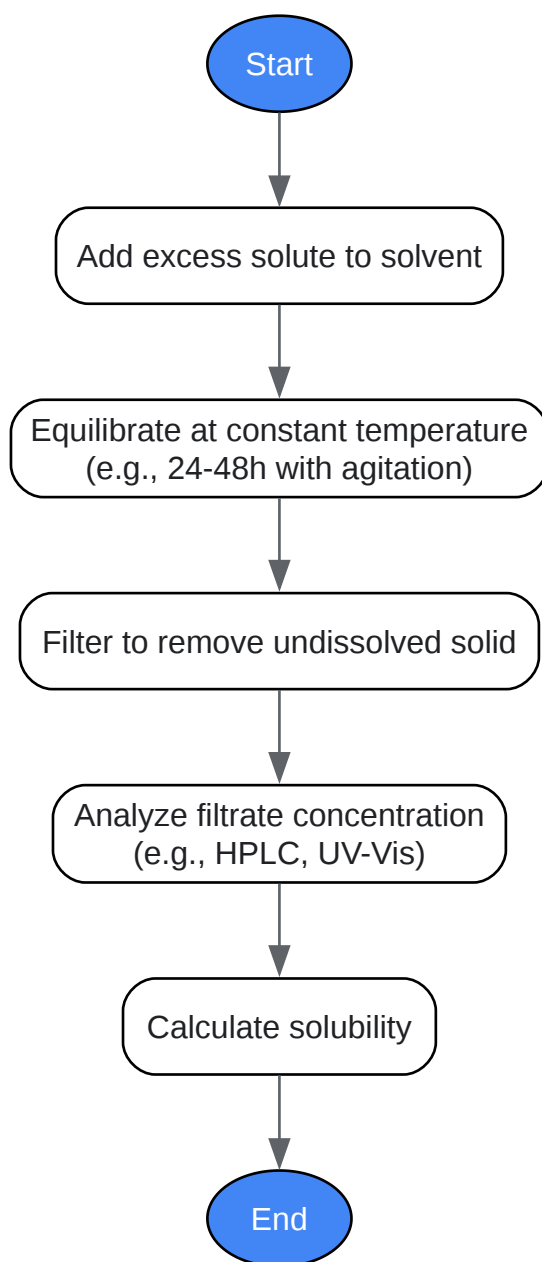 Start
Add excess solute to solvent
Equilibrate at constant temperature
(e.g., 24-48h with agitation)
Filter to remove undissolved solid
Analyze filtrate concentration
(e.g., HPLC, UV-Vis)
Calculate solubility
End